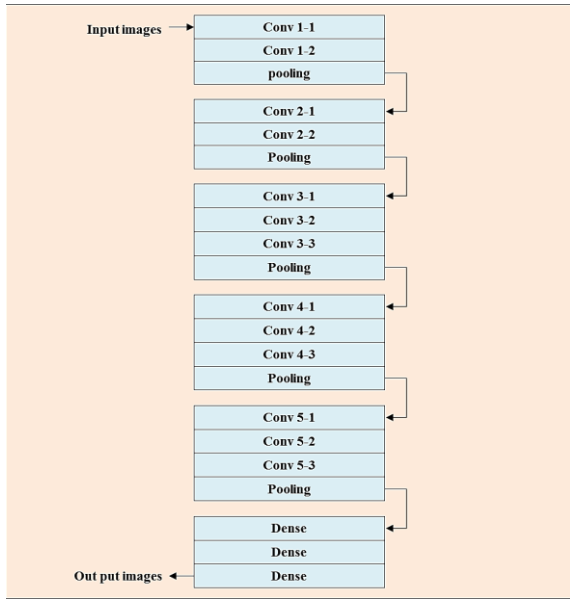 Input images
Conv 1-1
Conv 1-2
pooling
Conv 2-1
Conv 2-2
Pooling
Conv 3-1
Conv 3-2
Conv 3-3
Pooling
Conv 4-1
Conv 4-2
Conv 4-3
Pooling
Conv 5-1
Conv 5-2
Conv 5-3
Pooling
Dense
Dense
Out put images
Dense